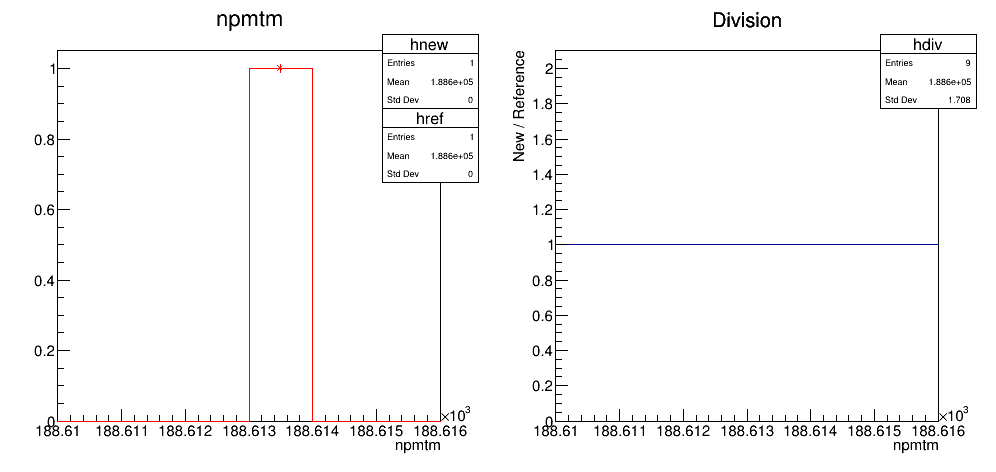 npmtm
hnew
Entries 1
Mean 1.886e+05
Std Dev 0
href
Entries 1
Mean 1.886e+05
Std Dev 0
1
0.8
0.6
0.4
0.2
0
188.61 188.611 188.612 188.613 188.614 188.615 188.616
×10³
npmtm
Division
hdiv
Entries 9
Mean 1.886e+05
Std Dev 1.708
New / Reference
2
1.8
1.6
1.4
1.2
1
0.8
0.6
0.4
0.2
0
188.61 188.611 188.612 188.613 188.614 188.615 188.616
×10³
npmtm